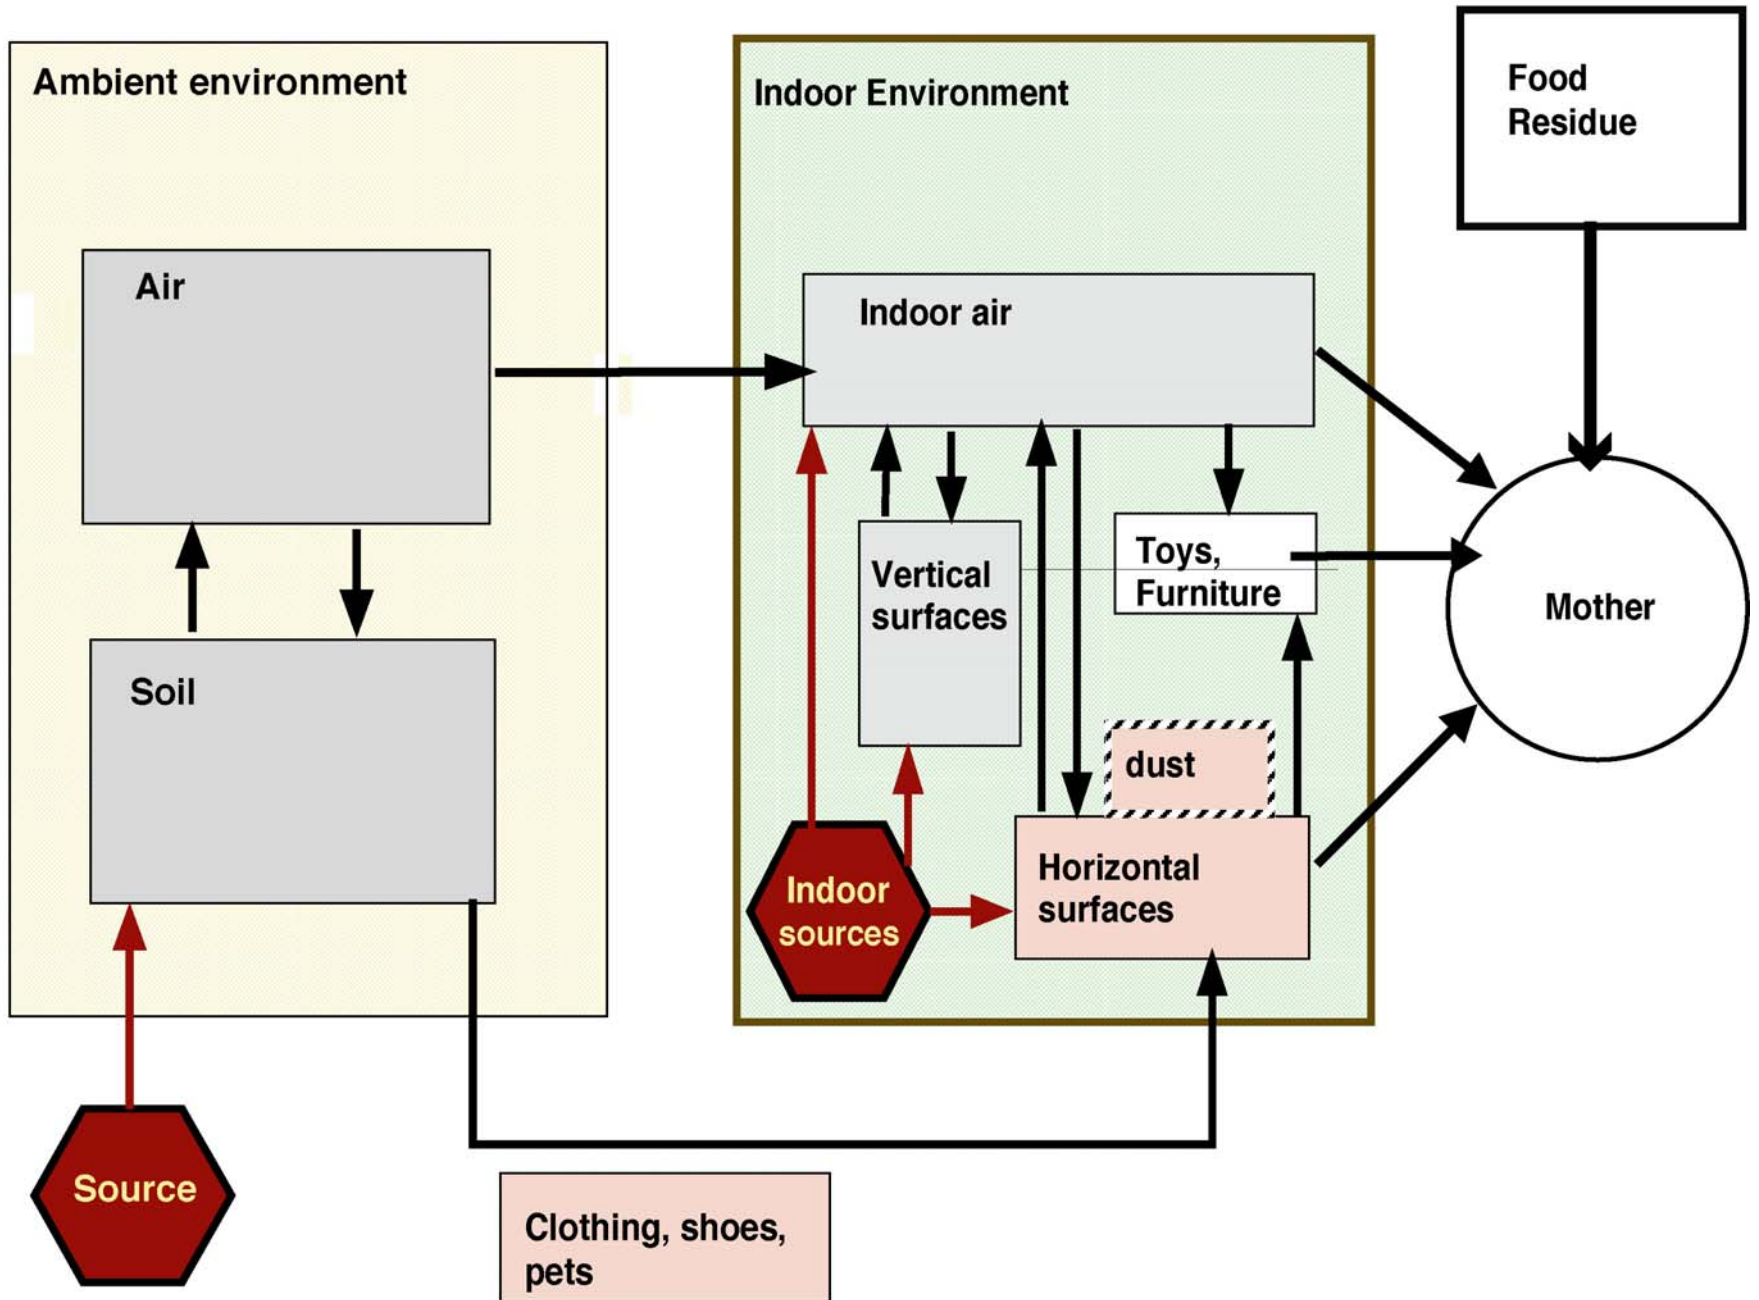 Ambient environment
Air
Soil
Source
Clothing, shoes,
pets
Indoor Environment
Indoor air
Vertical
surfaces
Toys,
Furniture
dust
Horizontal
surfaces
Indoor
sources
Food
Residue
Mother